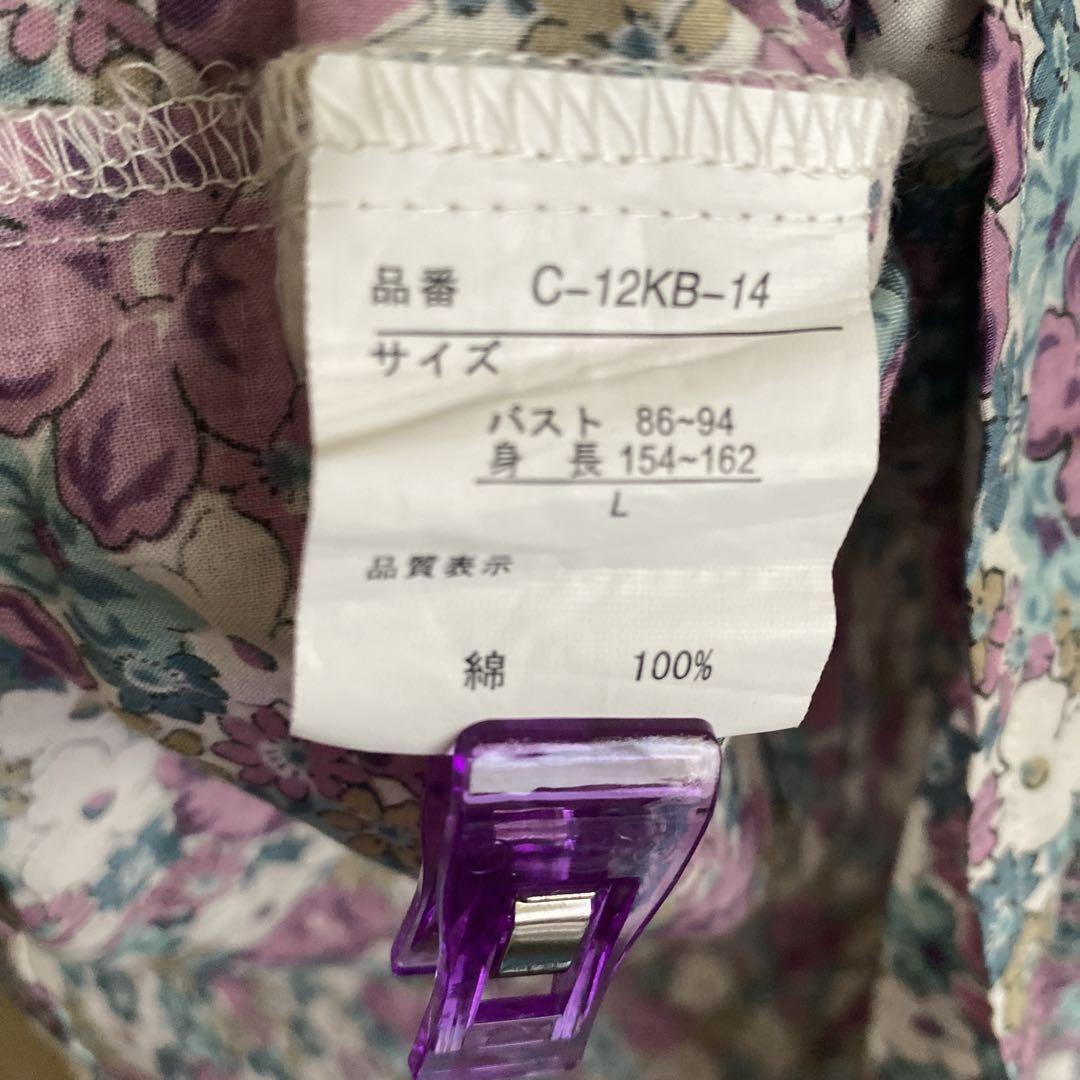 品番 C-12KB-14
サイズ
バスト 86~94
身 長 154~162
L
品質表示
綿 100%